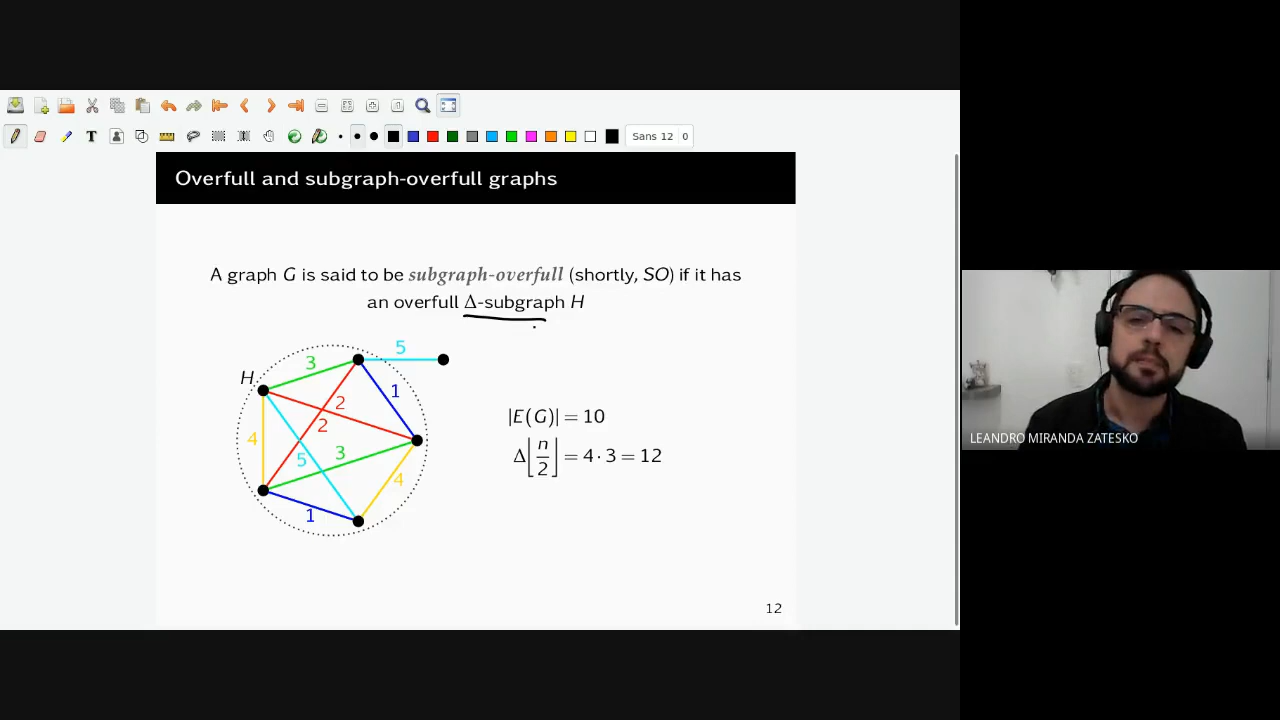 T
Sans 12 0
Overfull and subgraph-overfull graphs
A graph G is said to be subgraph-overfull (shortly, SO) if it has
an overfull Δ-subgraph H
5
3
H
1
2
2
4
3
5
4
1
|E(G)| = 10
Δ⌊n/2⌋ = 4 · 3 = 12
LEANDRO MIRANDA ZATESKO
12